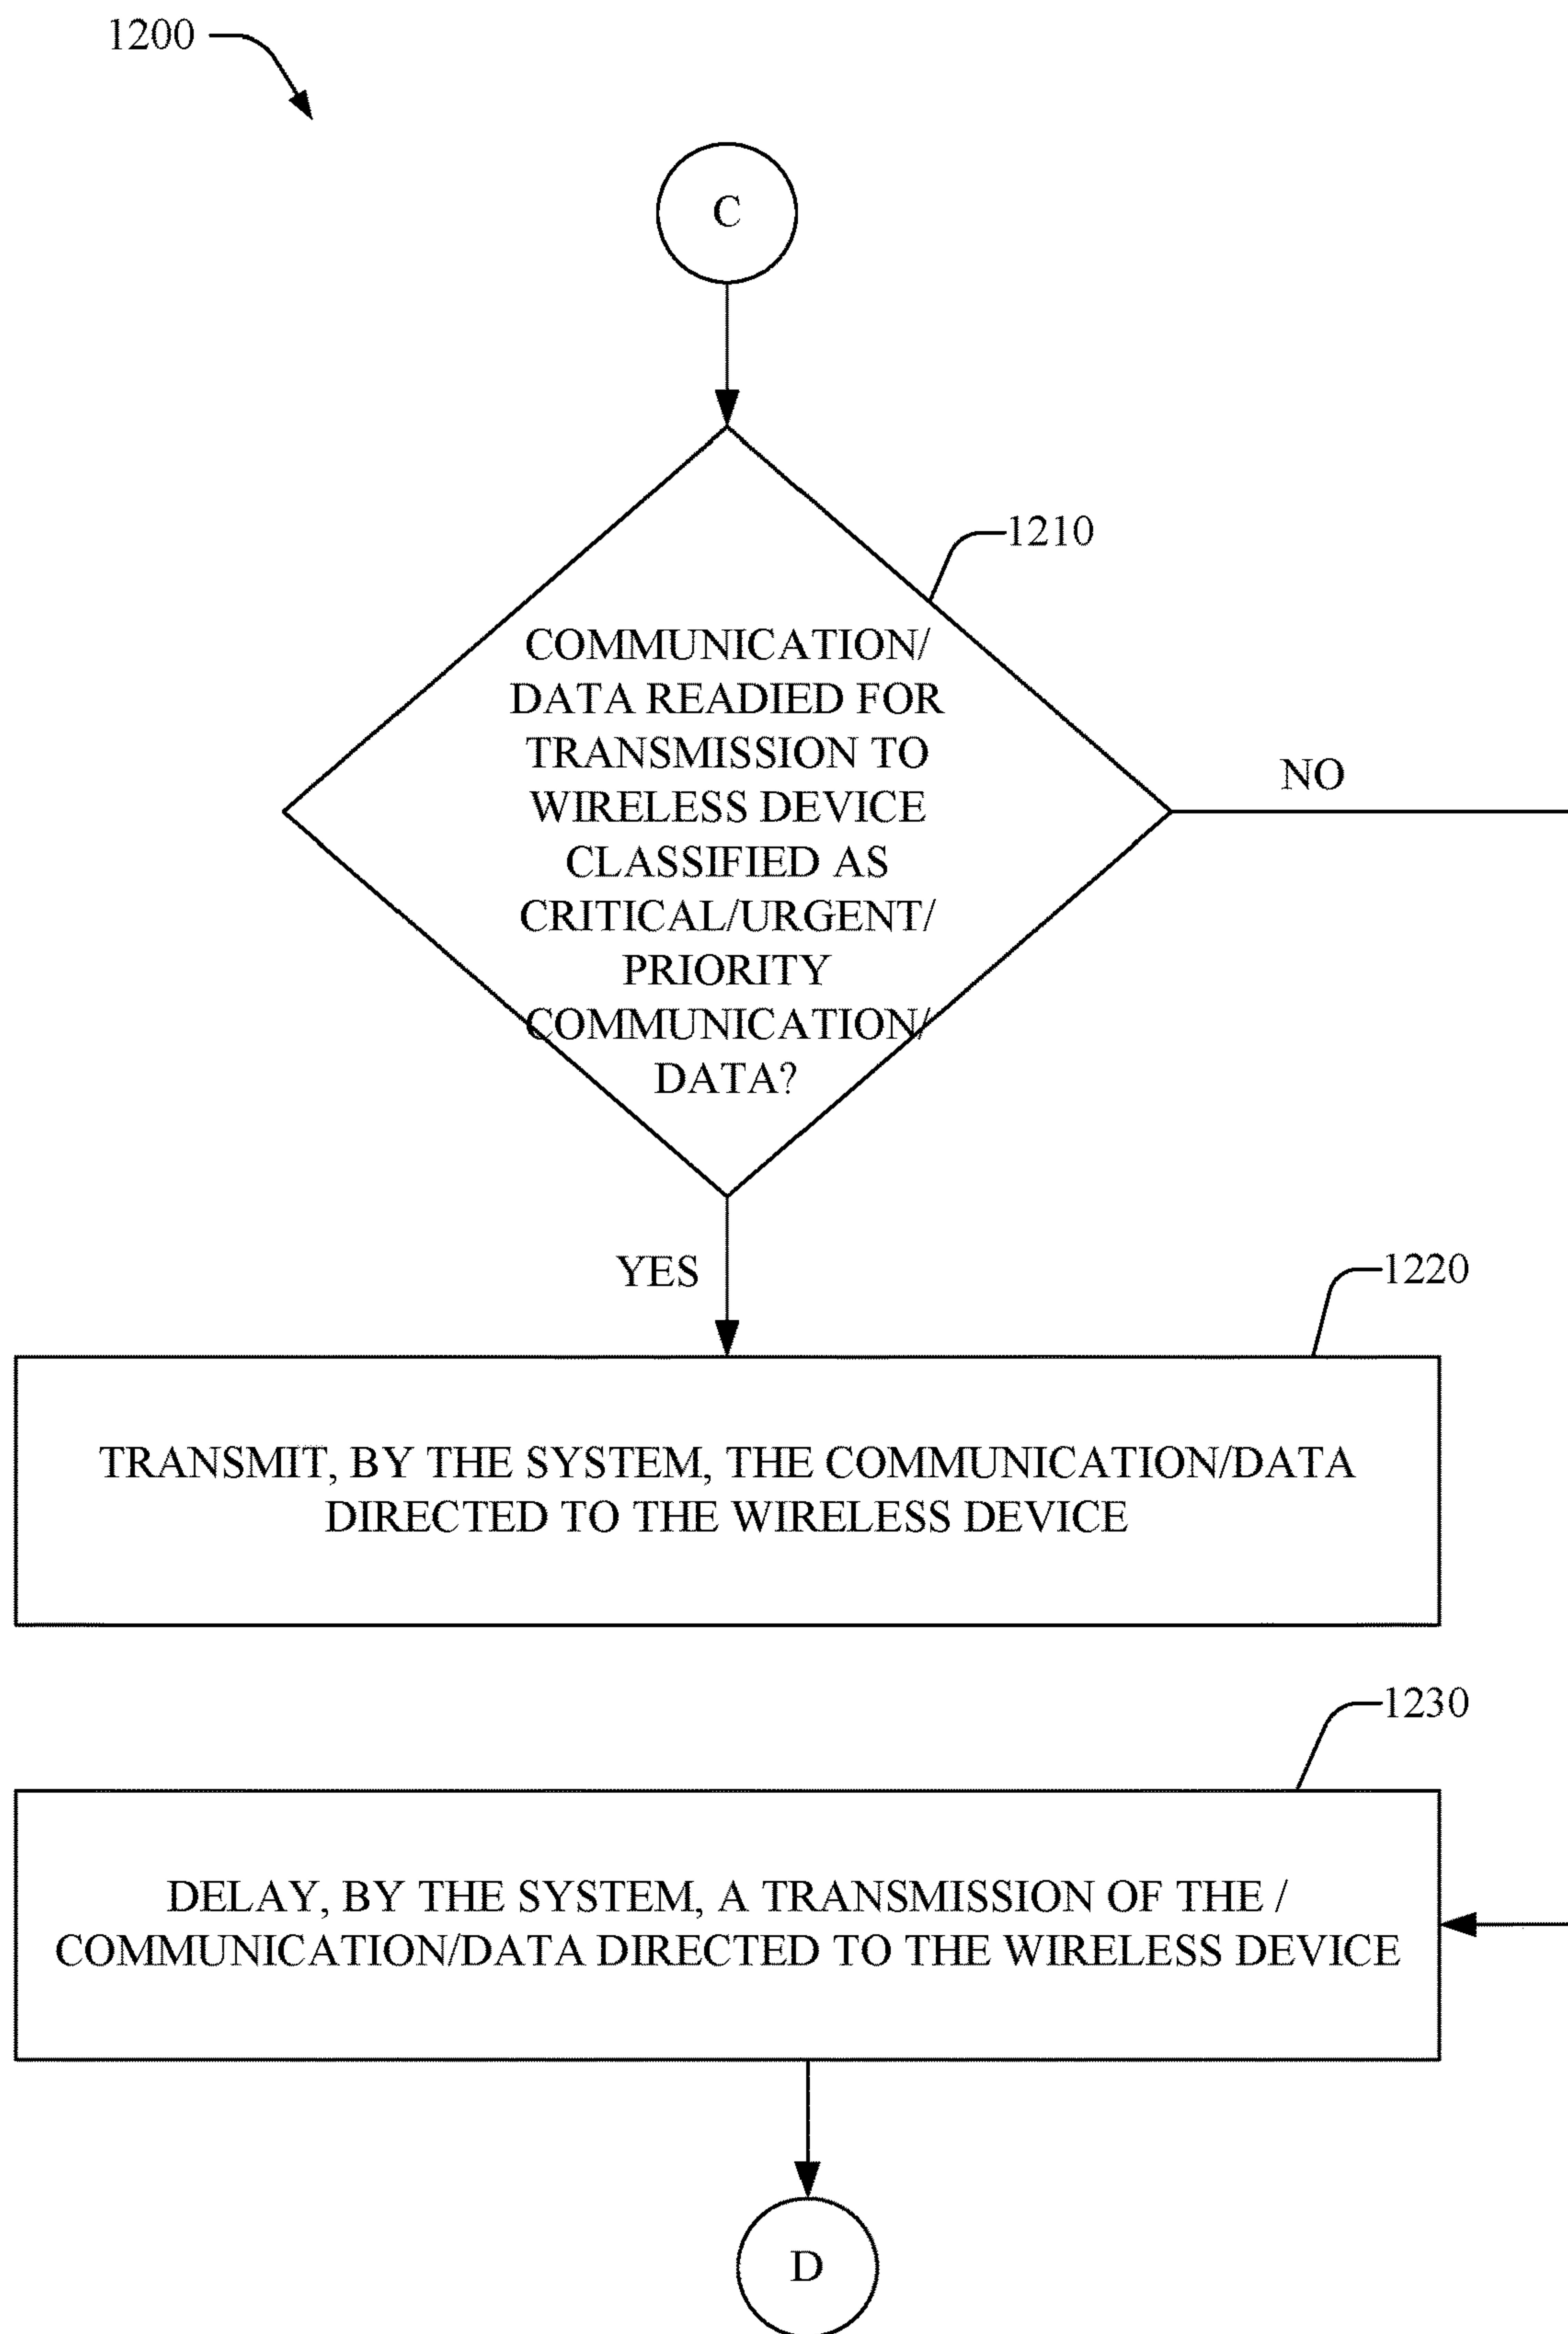 1200
C
1210
COMMUNICATION/
DATA READIED FOR
TRANSMISSION TO
WIRELESS DEVICE
CLASSIFIED AS
CRITICAL/URGENT/
PRIORITY
COMMUNICATION/
DATA?
NO
YES
1220
TRANSMIT, BY THE SYSTEM, THE COMMUNICATION/DATA
DIRECTED TO THE WIRELESS DEVICE
1230
DELAY, BY THE SYSTEM, A TRANSMISSION OF THE /
COMMUNICATION/DATA DIRECTED TO THE WIRELESS DEVICE
D